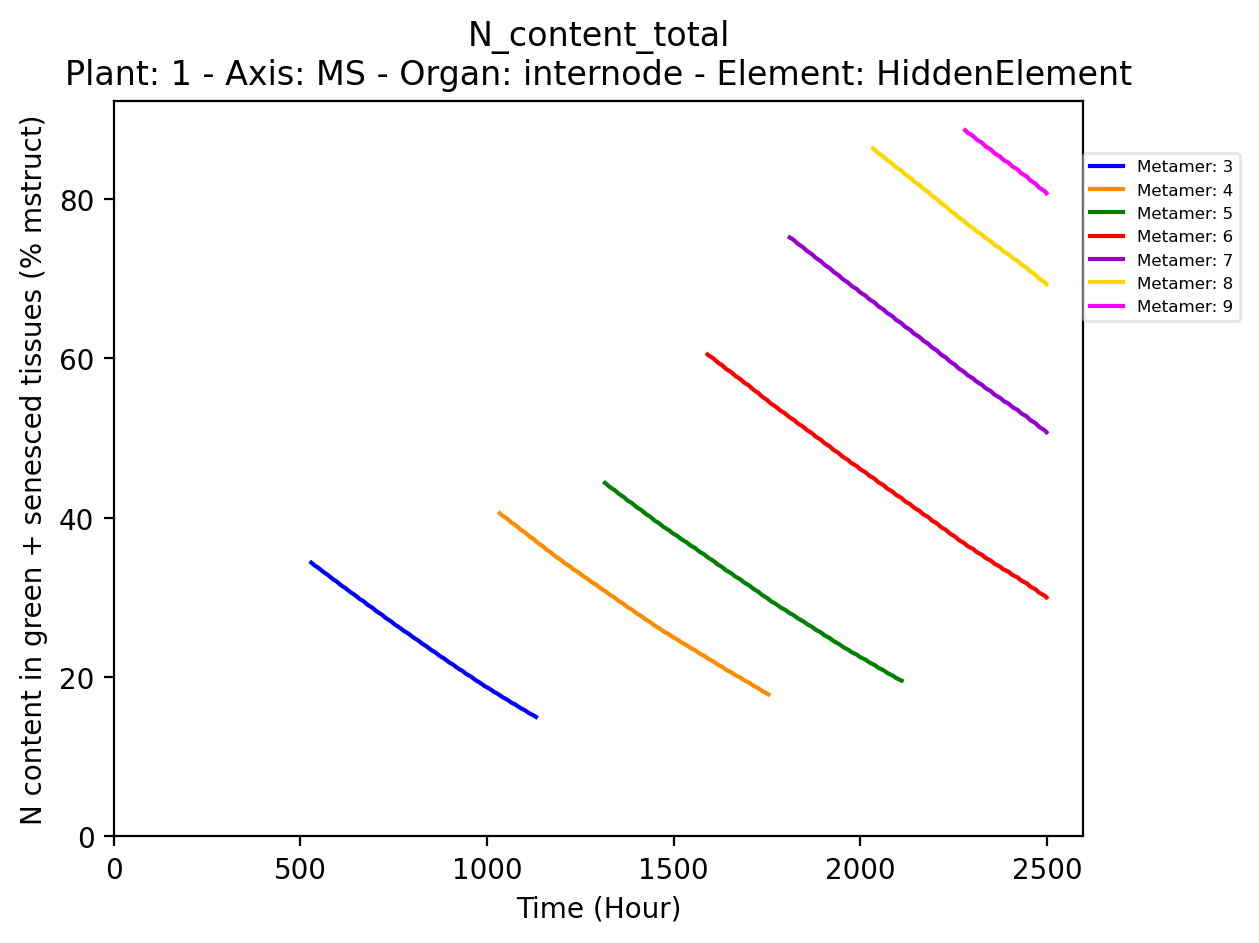 N_content_total
Plant: 1 - Axis: MS - Organ: internode - Element: HiddenElement
N content in green + senesced tissues (% mstruct)
80
60
40
20
0
0 500 1000 1500 2000 2500
Time (Hour)
Metamer: 3
Metamer: 4
Metamer: 5
Metamer: 6
Metamer: 7
Metamer: 8
Metamer: 9